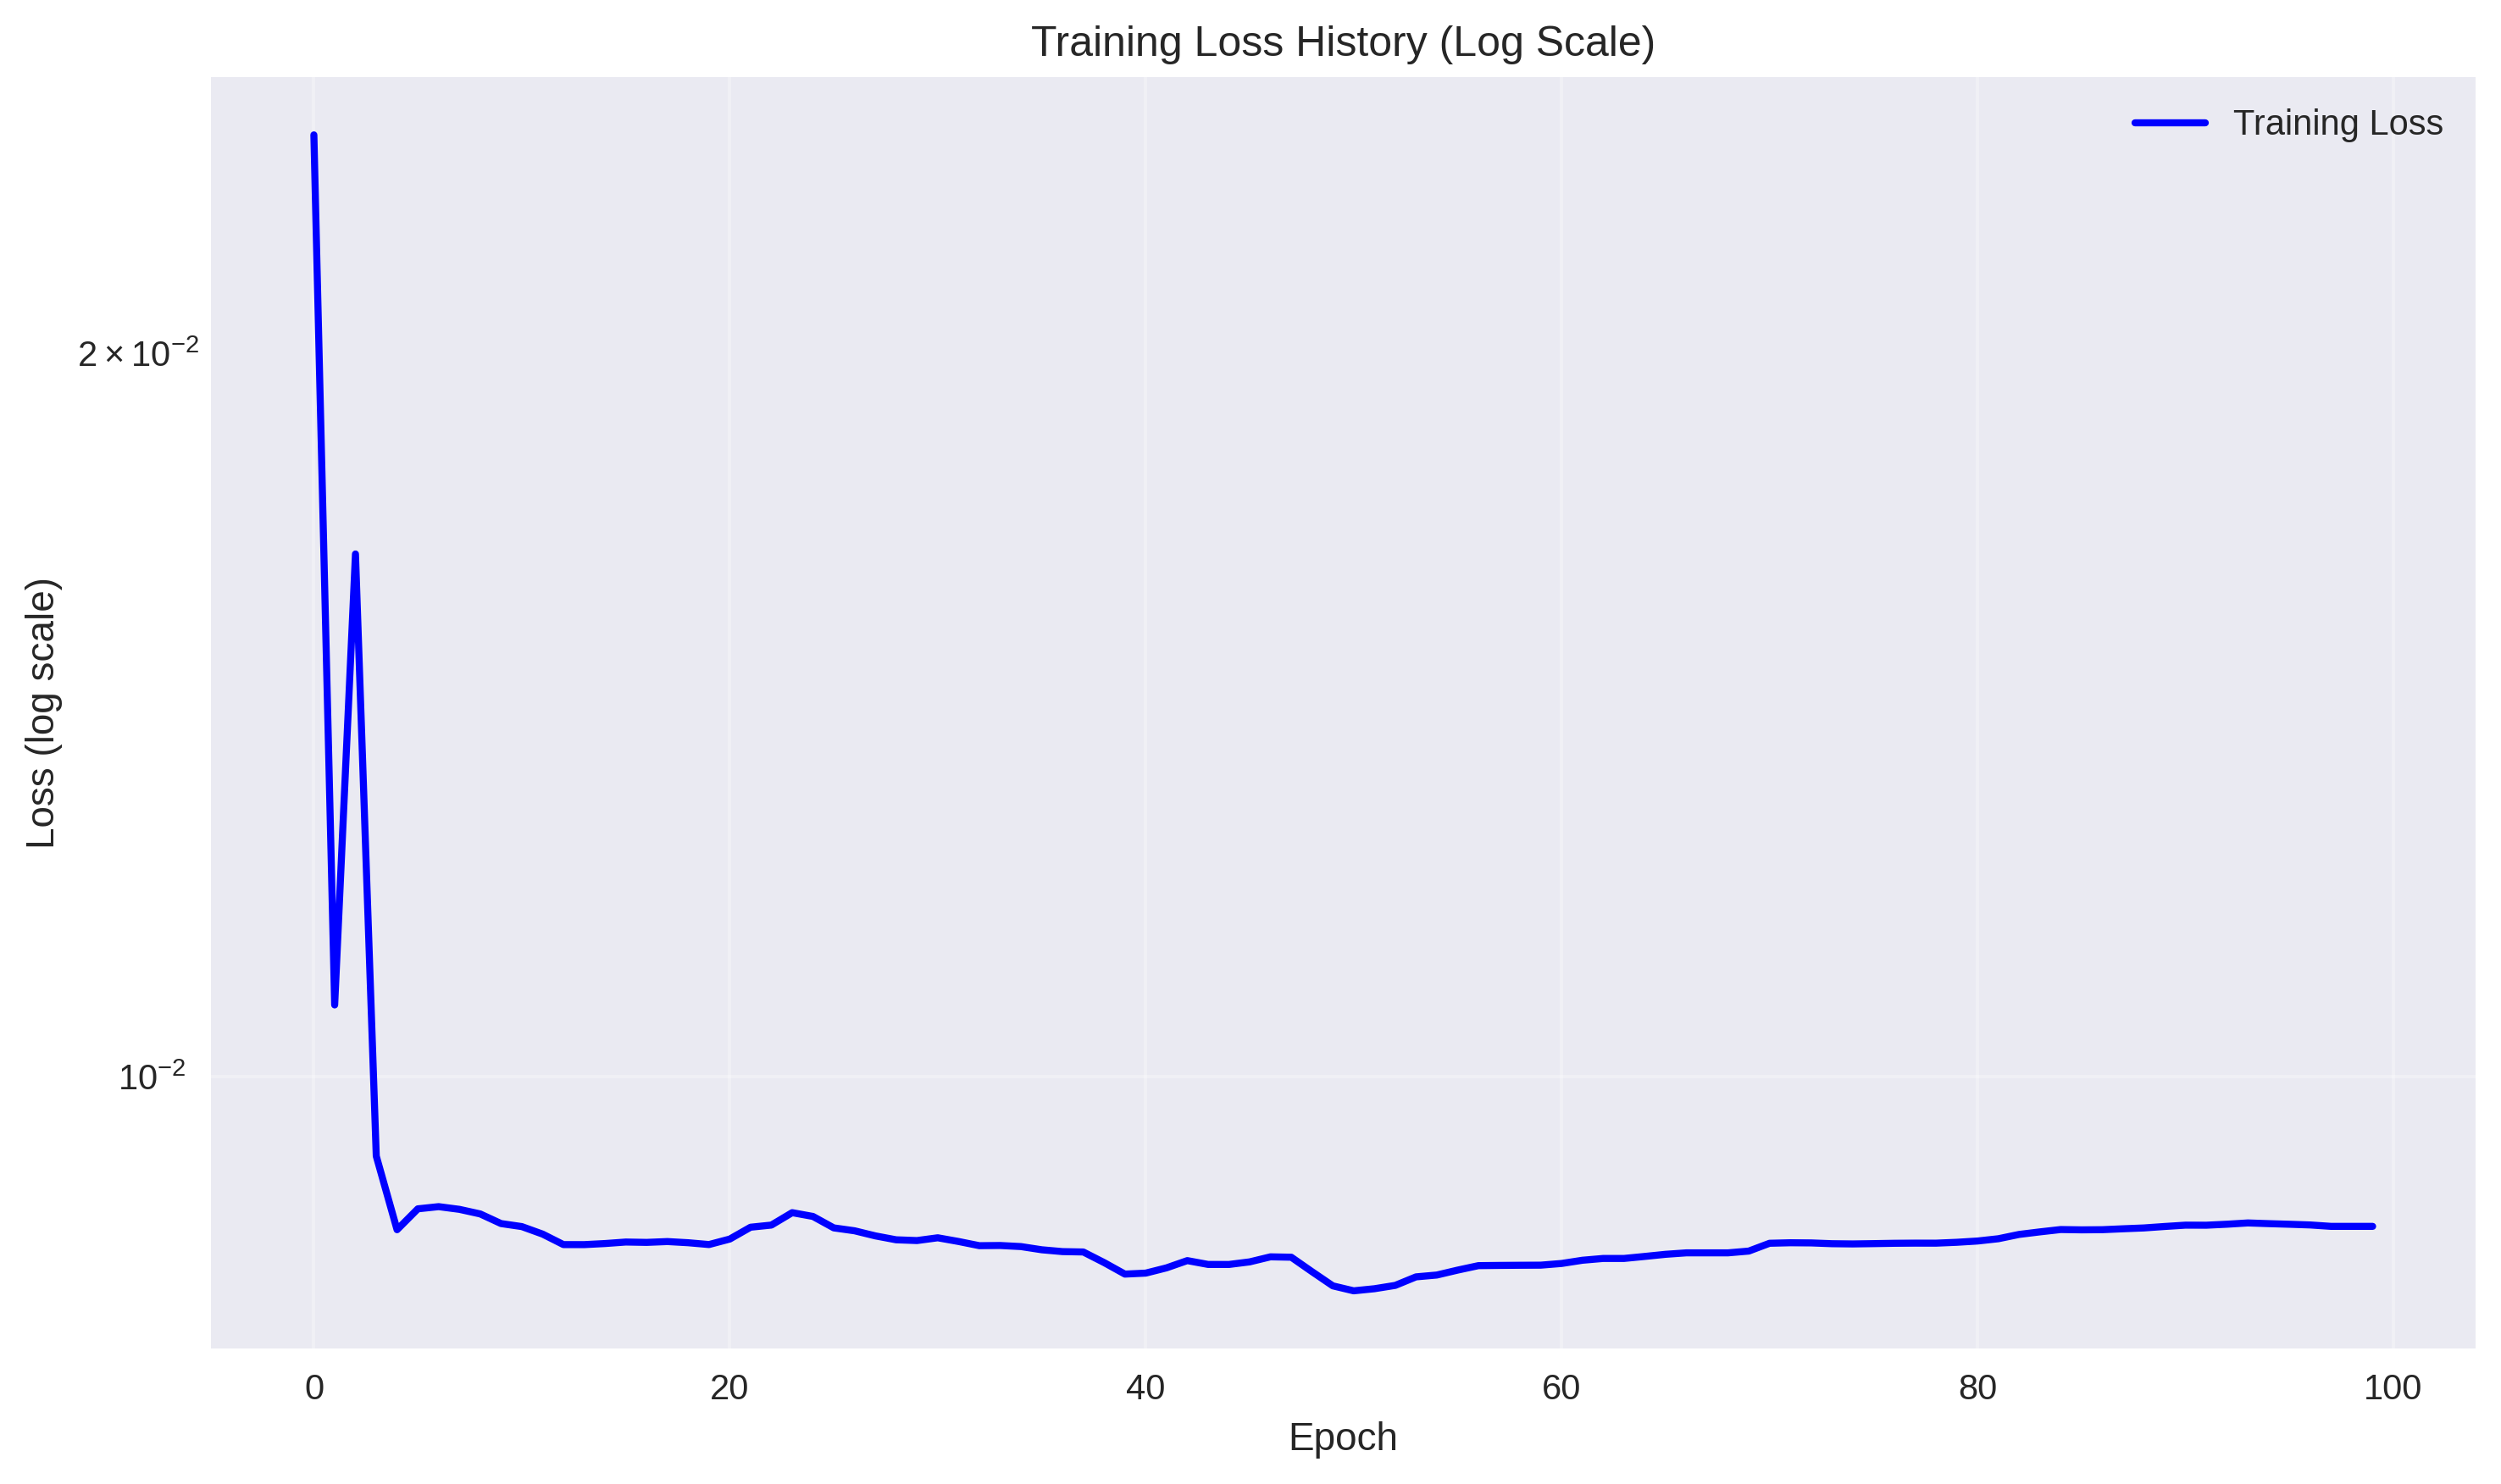 Training Loss History (Log Scale)
Training Loss
2 × 10⁻²
10⁻²
Loss (log scale)
0 20 40 60 80 100
Epoch